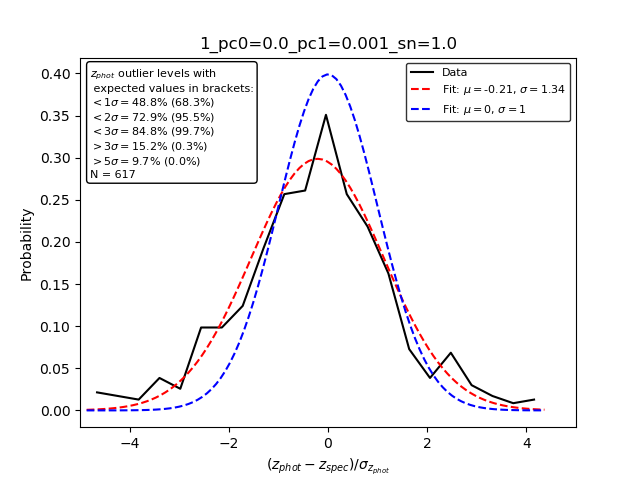 1_pc0=0.0_pc1=0.001_sn=1.0
z_phot outlier levels with
expected values in brackets:
<1σ = 48.8% (68.3%)
<2σ = 72.9% (95.5%)
<3σ = 84.8% (99.7%)
>3σ = 15.2% (0.3%)
>5σ = 9.7% (0.0%)
N = 617
Data
Fit: μ = -0.21, σ = 1.34
Fit: μ = 0, σ = 1
Probability
0.40
0.35
0.30
0.25
0.20
0.15
0.10
0.05
0.00
−4 −2 0 2 4
(z_phot − z_spec)/σ_z_phot